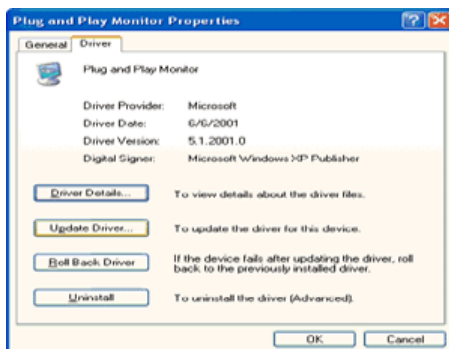 Plug and Play Monitor Properties
General Driver
Plug and Play Monitor
Driver Provider: Microsoft
Driver Date: 6/6/2001
Driver Version: 5.1.2001.0
Digital Signer: Microsoft Windows XP Publisher
Driver Details... To view details about the driver files.
Update Driver... To update the driver for this device.
Roll Back Driver If the device fails after updating the driver, roll
back to the previously installed driver.
Uninstall To uninstall the driver (Advanced).
OK Cancel